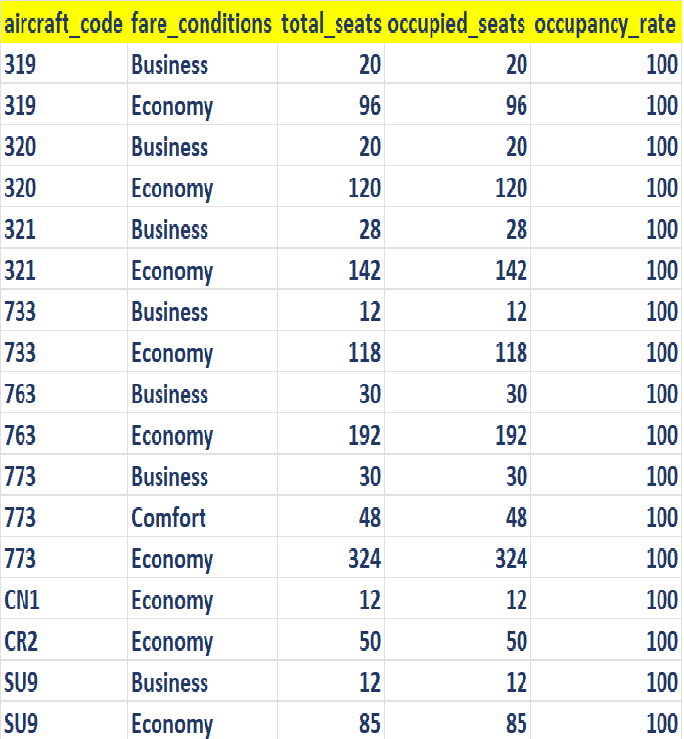 aircraft_code fare_conditions total_seats occupied_seats occupancy_rate
319 Business 20 20 100
319 Economy 96 96 100
320 Business 20 20 100
320 Economy 120 120 100
321 Business 28 28 100
321 Economy 142 142 100
733 Business 12 12 100
733 Economy 118 118 100
763 Business 30 30 100
763 Economy 192 192 100
773 Business 30 30 100
773 Comfort 48 48 100
773 Economy 324 324 100
CN1 Economy 12 12 100
CR2 Economy 50 50 100
SU9 Business 12 12 100
SU9 Economy 85 85 100